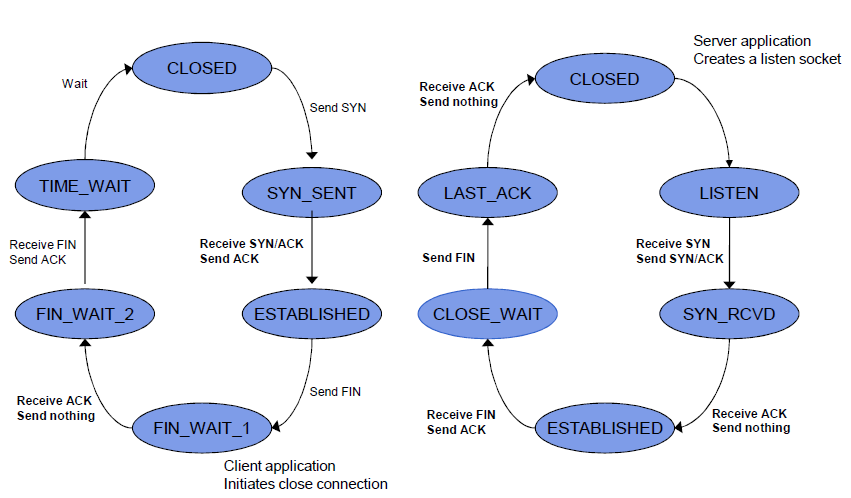 CLOSED
Wait
Send SYN
TIME_WAIT
SYN_SENT
Receive FIN
Send ACK
Receive SYN/ACK
Send ACK
FIN_WAIT_2
ESTABLISHED
Receive ACK
Send nothing
Send FIN
FIN_WAIT_1
Client application
Initiates close connection
Server application
Creates a listen socket
CLOSED
Receive ACK
Send nothing
LAST_ACK
LISTEN
Send FIN
Receive SYN
Send SYN/ACK
CLOSE_WAIT
SYN_RCVD
Receive FIN
Send ACK
Receive ACK
Send nothing
ESTABLISHED